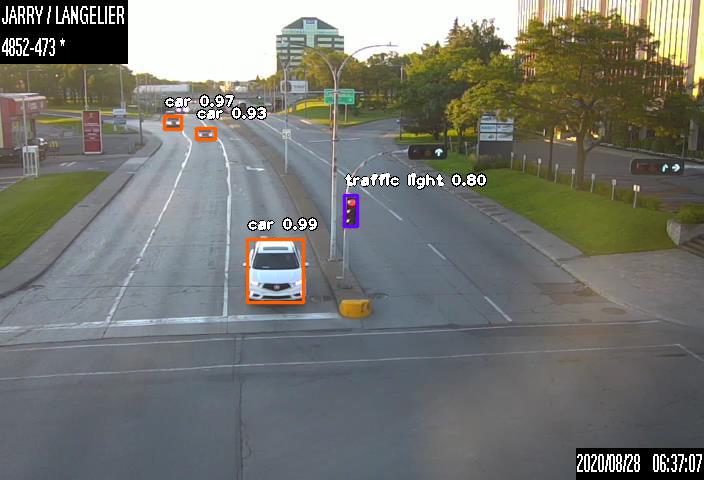 JARRY / LANGELIER
4852-473 *
car 0.97
car 0.93
traffic light 0.80
car 0.99
2020/08/28 06:37:07